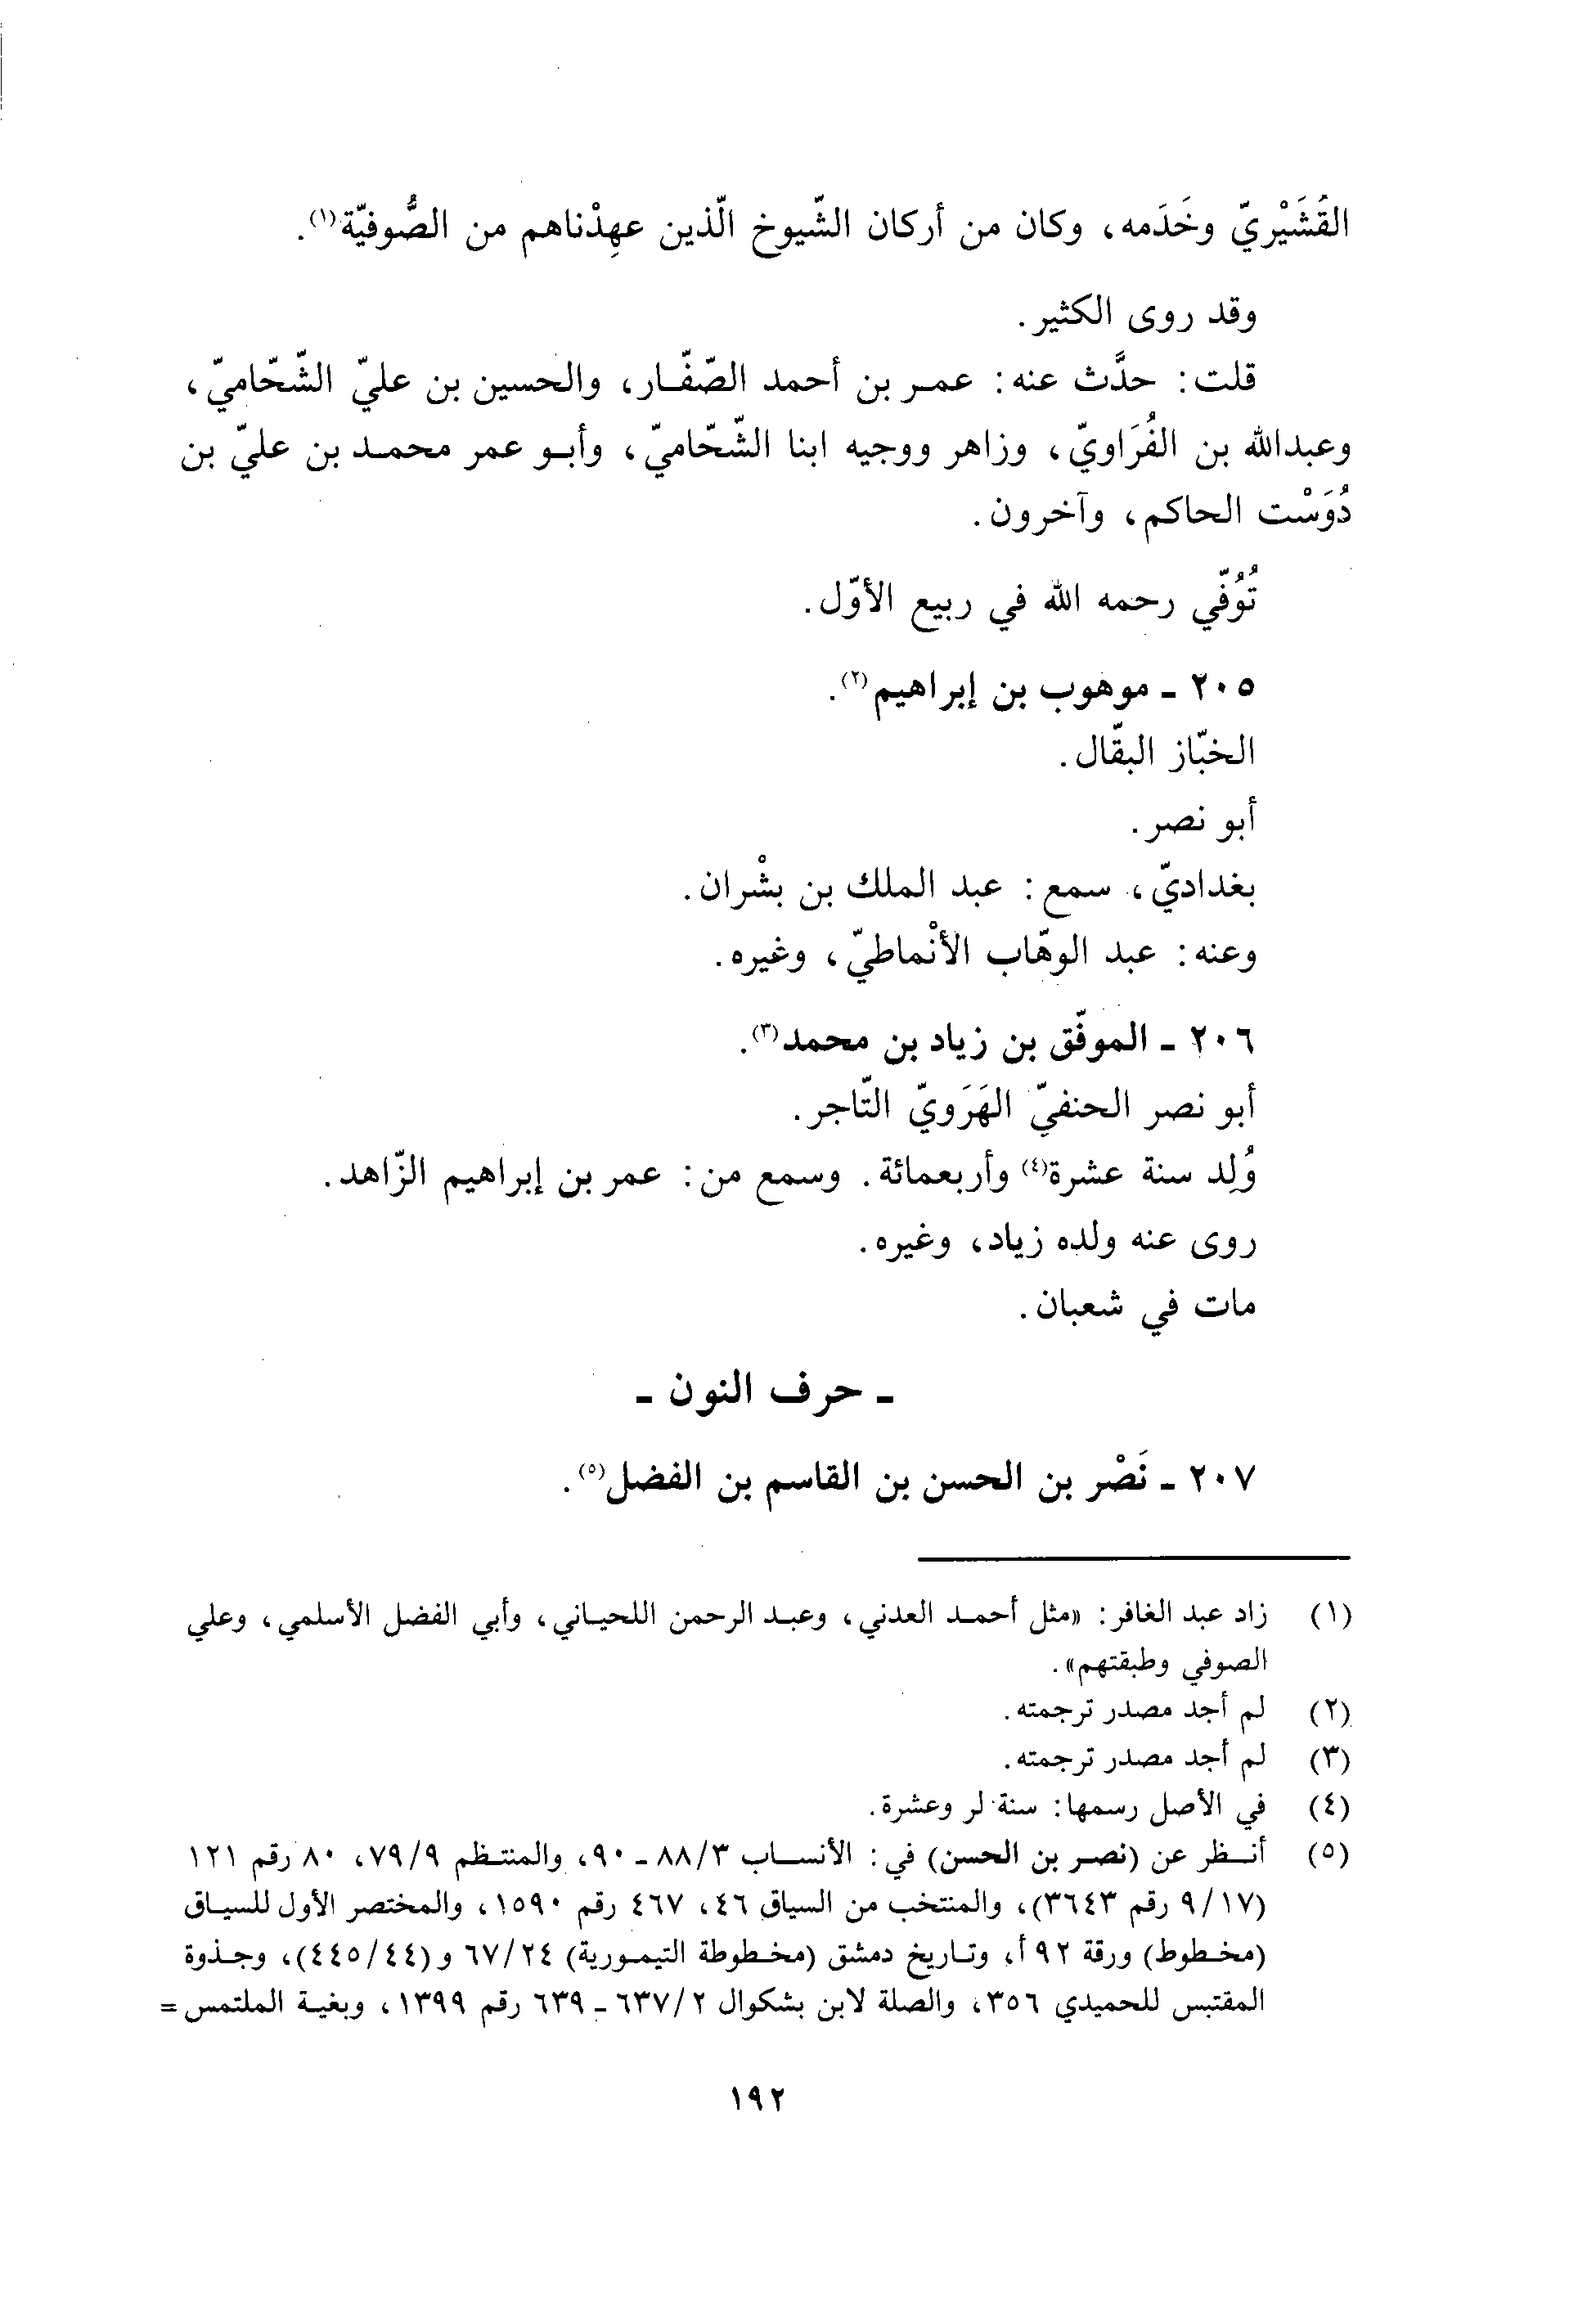 القُشَيْريّ وخَدَمه، وكان من أركان الشّيوخ الّذين عهِدْناهم من الصُّوفيّة(١).
وقد روى الكثير.
قلت: حدَّث عنه: عمر بن أحمد الصّفّار، والحسين بن عليّ الشّحّاميّ،
وعبدالله بن الفُرَاويّ، وزاهر ووجيه ابنا الشّحّاميّ، وأبو عمر محمد بن عليّ بن
دُوَسْت الحاكم، وآخرون.
تُوُفّي رحمه الله في ربيع الأوّل.
٢٠٥ - موهوب بن إبراهيم(٢).
الخبّاز البقّال.
أبو نصر.
بغداديّ، سمع: عبد الملك بن بشْران.
وعنه: عبد الوهّاب الأنْماطيّ، وغيره.
٢٠٦ - الموفّق بن زياد بن محمد(٣).
أبو نصر الحنفيّ الهَرَويّ التّاجر.
وُلِد سنة عشرة(٤) وأربعمائة. وسمع من: عمر بن إبراهيم الزّاهد.
روى عنه ولده زياد، وغيره.
مات في شعبان.
- حرف النون -
٢٠٧ - نَصْر بن الحسن بن القاسم بن الفضل(٥).
(١) زاد عبد الغافر: «مثل أحمد العدني، وعبد الرحمن اللحياني، وأبي الفضل الأسلمي، وعلي
الصوفي وطبقتهم».
(٢) لم أجد مصدر ترجمته.
(٣) لم أجد مصدر ترجمته.
(٤) في الأصل رسمها: سنة لر وعشرة.
(٥) أنظر عن (نصر بن الحسن) في: الأنساب ٨٨/٣ - ٩٠، والمنتظم ٧٩/٩، ٨٠ رقم ١٢١
(٩/١٧ رقم ٣٦٤٣)، والمنتخب من السياق ٤٦، ٤٦٧ رقم ١٥٩٠، والمختصر الأول للسياق
(مخطوط) ورقة ٩٢ أ، وتاريخ دمشق (مخطوطة التيمورية) ٦٧/٢٤ و(٤٤٥/٤٤)، وجذوة
المقتبس للحميدي ٣٥٦، والصلة لابن بشكوال ٦٣٧/٢ - ٦٣٩ رقم ١٣٩٩، وبغية الملتمس =
١٩٢